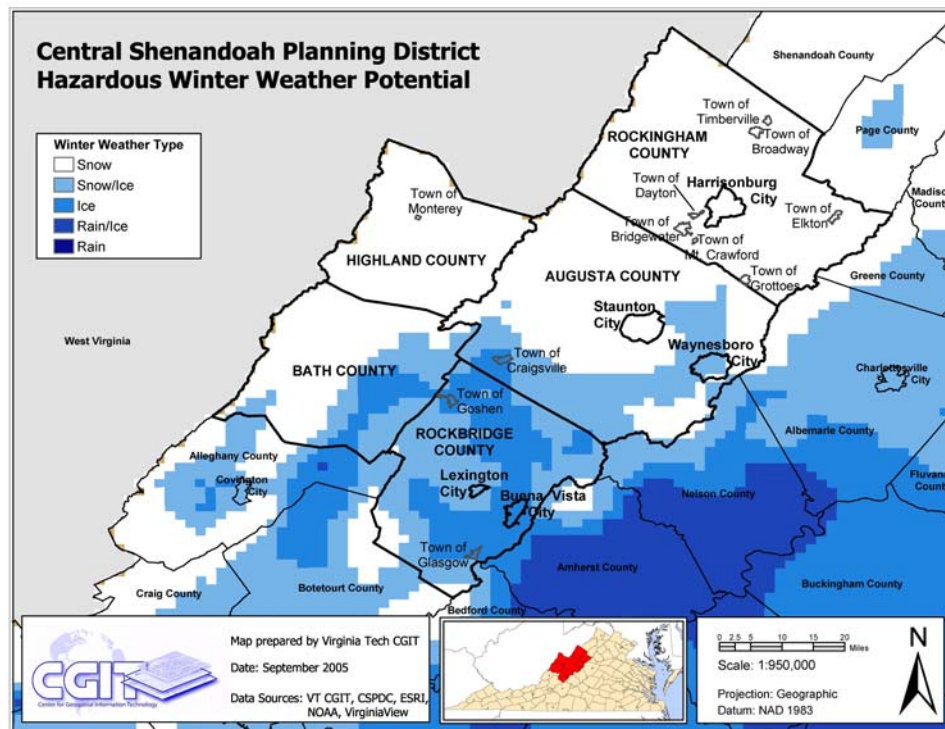 Central Shenandoah Planning District
Hazardous Winter Weather Potential
Winter Weather Type
Snow
Snow/Ice
Ice
Rain/Ice
Rain
Shenandoah County
Town of
Timberville
Town of
Broadway
Page County
ROCKINGHAM
COUNTY
Town of
Dayton
Harrisonburg
City
Madison
County
Town of
Monterey
Town of
Bridgewater
Town of
Mt. Crawford
Town of
Elkton
HIGHLAND COUNTY
AUGUSTA COUNTY
Town of
Grottoes
Greene County
Staunton
City
West Virginia
Waynesboro
City
Town of
Craigsville
BATH COUNTY
Charlottesville
City
Town of
Goshen
ROCKBRIDGE
COUNTY
Albemarle County
Alleghany County
Covington
City
Lexington
City
Buena Vista
City
Nelson County
Fluvanna
Count
Town of
Glasgow
Amherst County
Craig County
Botetourt County
Bedford County
Buckingham County
CGIT
Center for Geospatial Information Technology
Map prepared by Virginia Tech CGIT
Date: September 2005
Data Sources: VT CGIT, CSPDC, ESRI,
NOAA, VirginiaView
0 2.5 5 10 15 20
Miles
Scale: 1:950,000
Projection: Geographic
Datum: NAD 1983
N